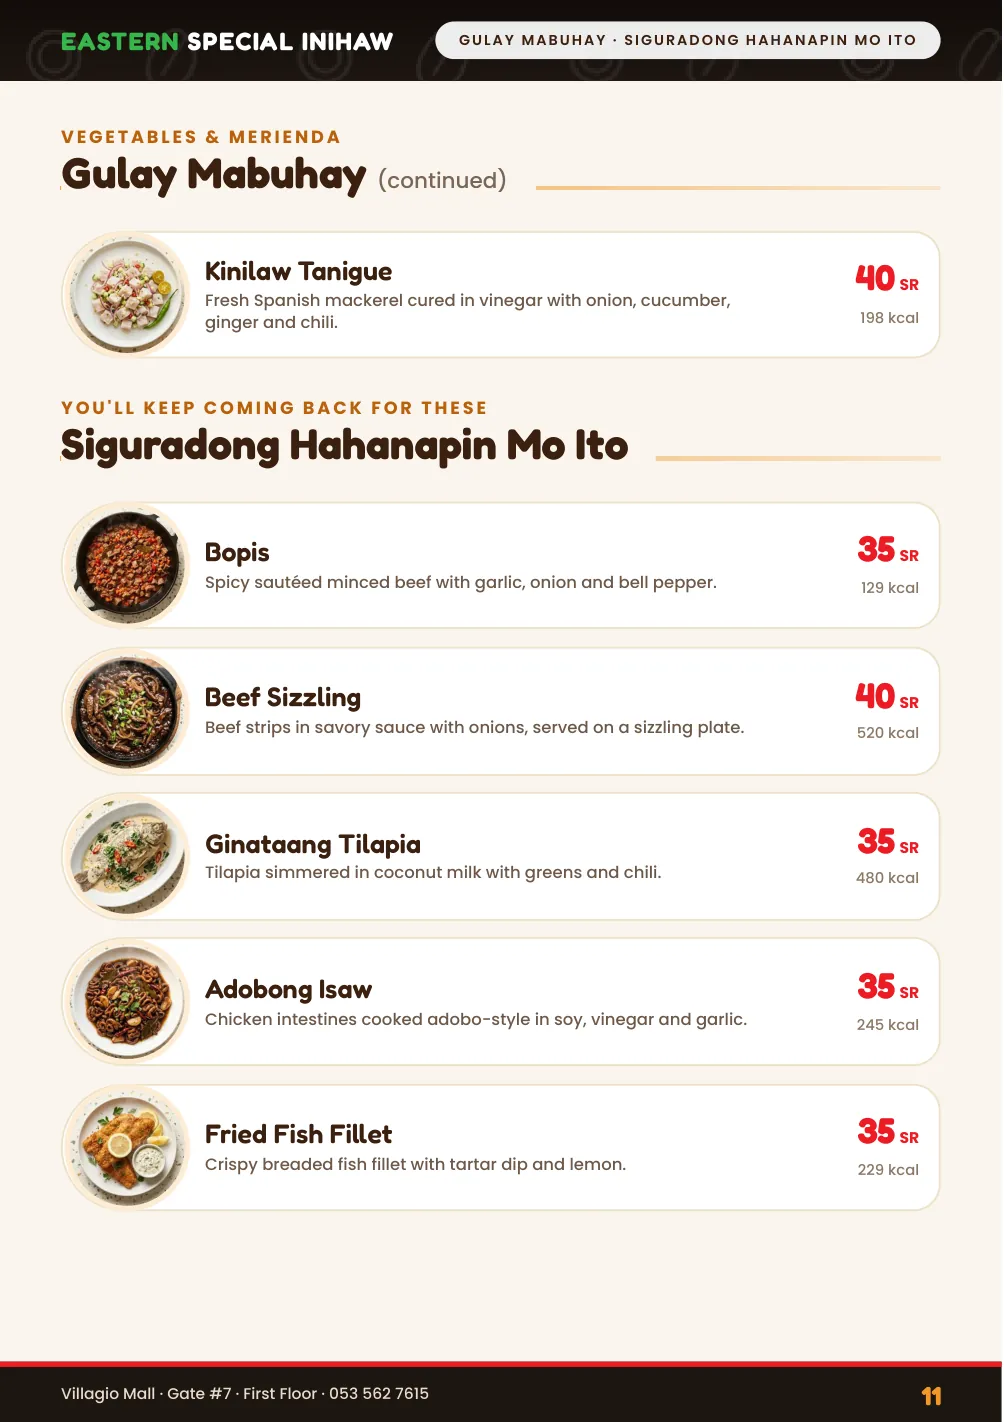 EASTERN SPECIAL INIHAW
GULAY MABUHAY · SIGURADONG HAHANAPIN MO ITO
VEGETABLES & MERIENDA
Gulay Mabuhay (continued)
Kinilaw Tanigue
Fresh Spanish mackerel cured in vinegar with onion, cucumber,
ginger and chili.
40 SR
198 kcal
YOU'LL KEEP COMING BACK FOR THESE
Siguradong Hahanapin Mo Ito
Bopis
Spicy sautéed minced beef with garlic, onion and bell pepper.
35 SR
129 kcal
Beef Sizzling
Beef strips in savory sauce with onions, served on a sizzling plate.
40 SR
520 kcal
Ginataang Tilapia
Tilapia simmered in coconut milk with greens and chili.
35 SR
480 kcal
Adobong Isaw
Chicken intestines cooked adobo-style in soy, vinegar and garlic.
35 SR
245 kcal
Fried Fish Fillet
Crispy breaded fish fillet with tartar dip and lemon.
35 SR
229 kcal
Villagio Mall · Gate #7 · First Floor · 053 562 7615
11